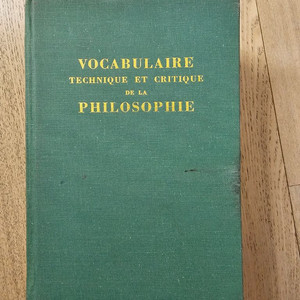 VOCABULAIRE
TECHNIQUE ET CRITIQUE
DE LA
PHILOSOPHIE